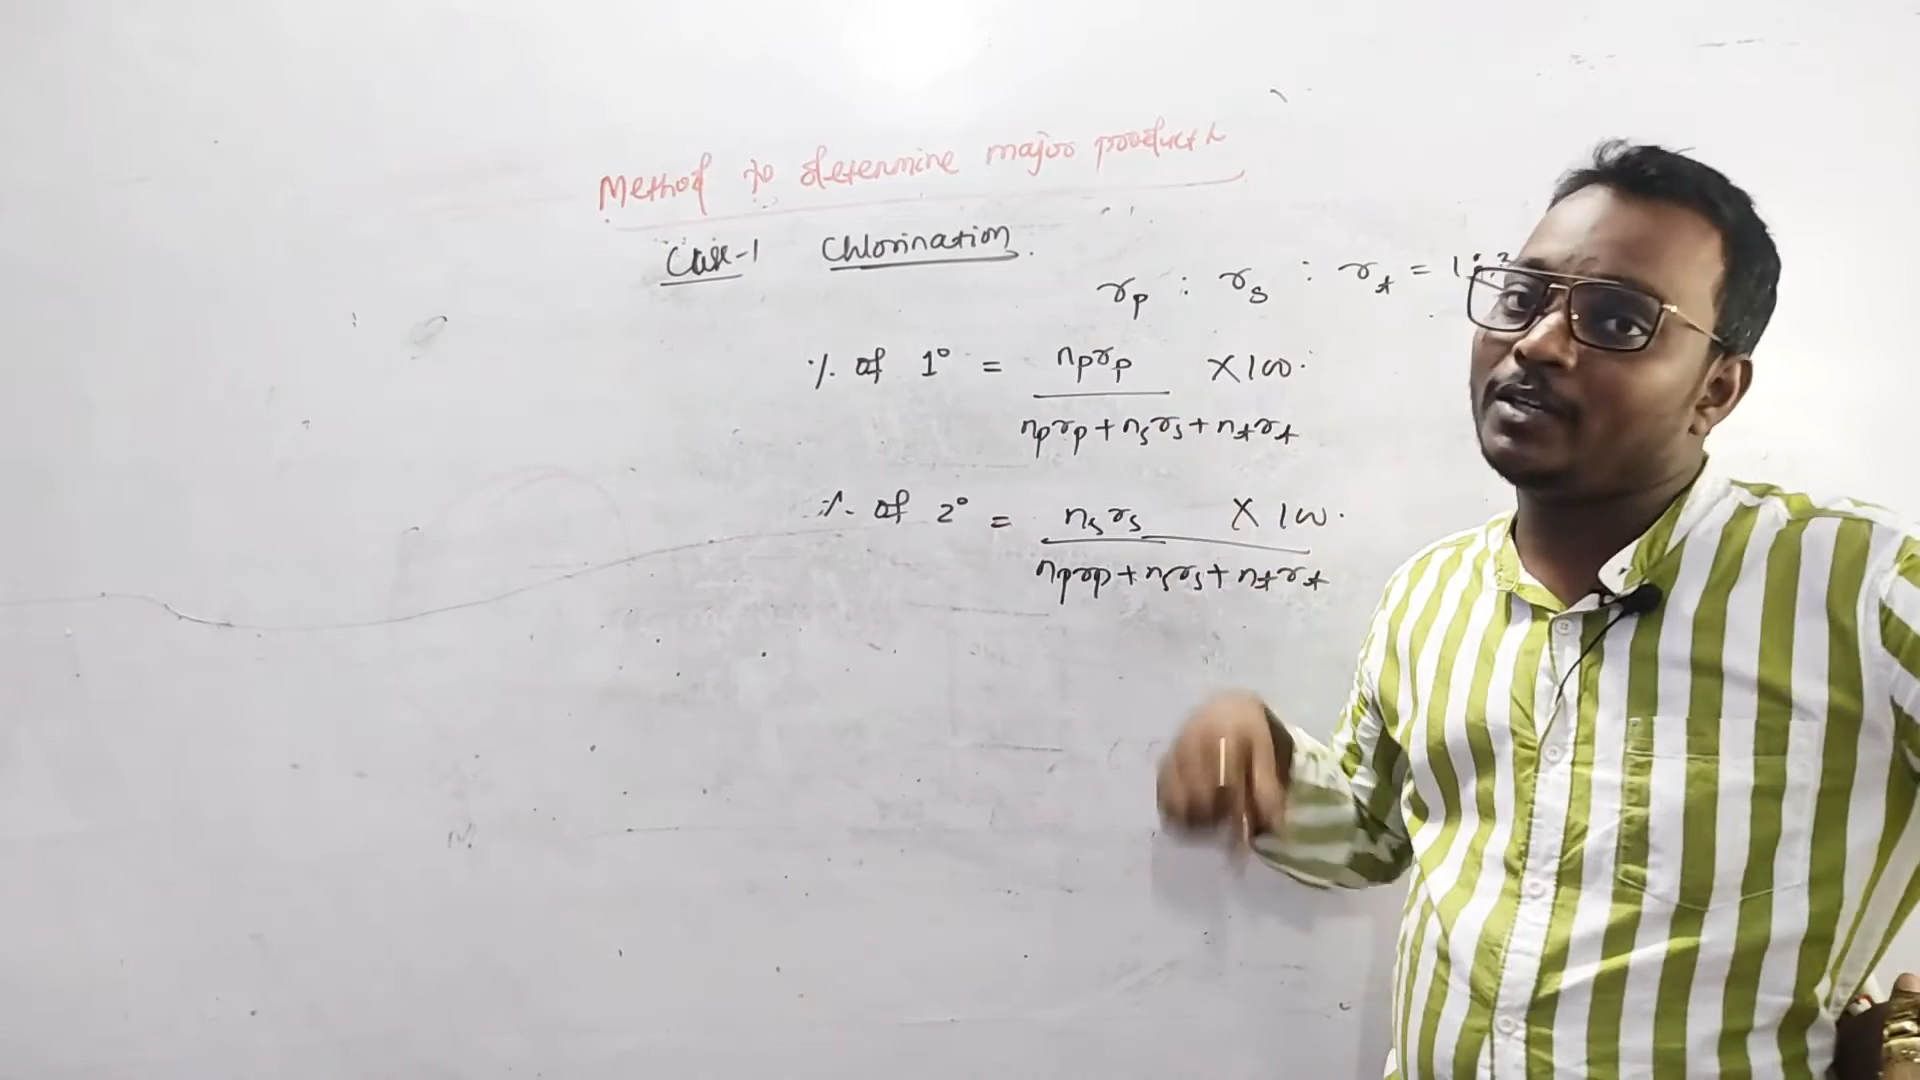 Method to determine major product
Case-1 Chlorination.
rp : rs : rt = 1 :
% of 1° = nprp / nprp + nsrs + ntrt × 100.
% of 2° = nsrs / nprp + nsrs + ntrt × 100.